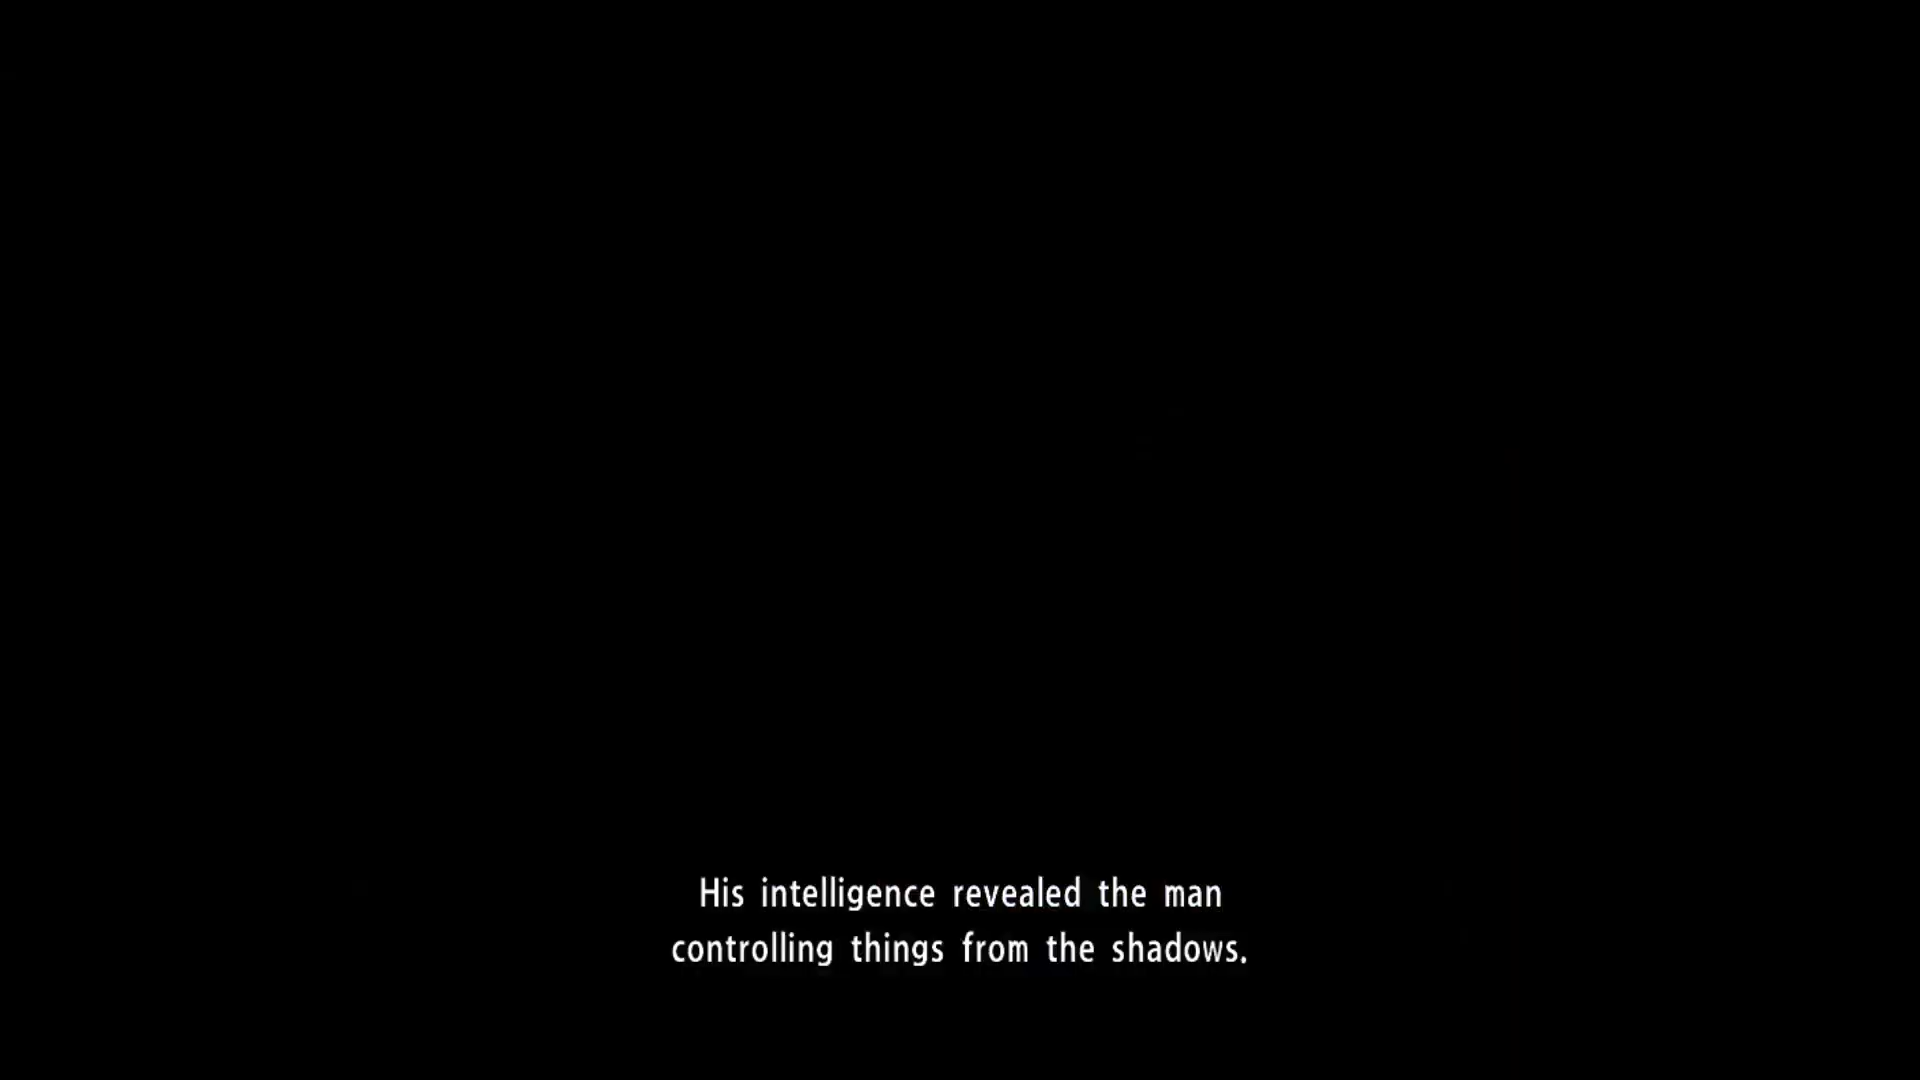 His intelligence revealed the man
controlling things from the shadows.